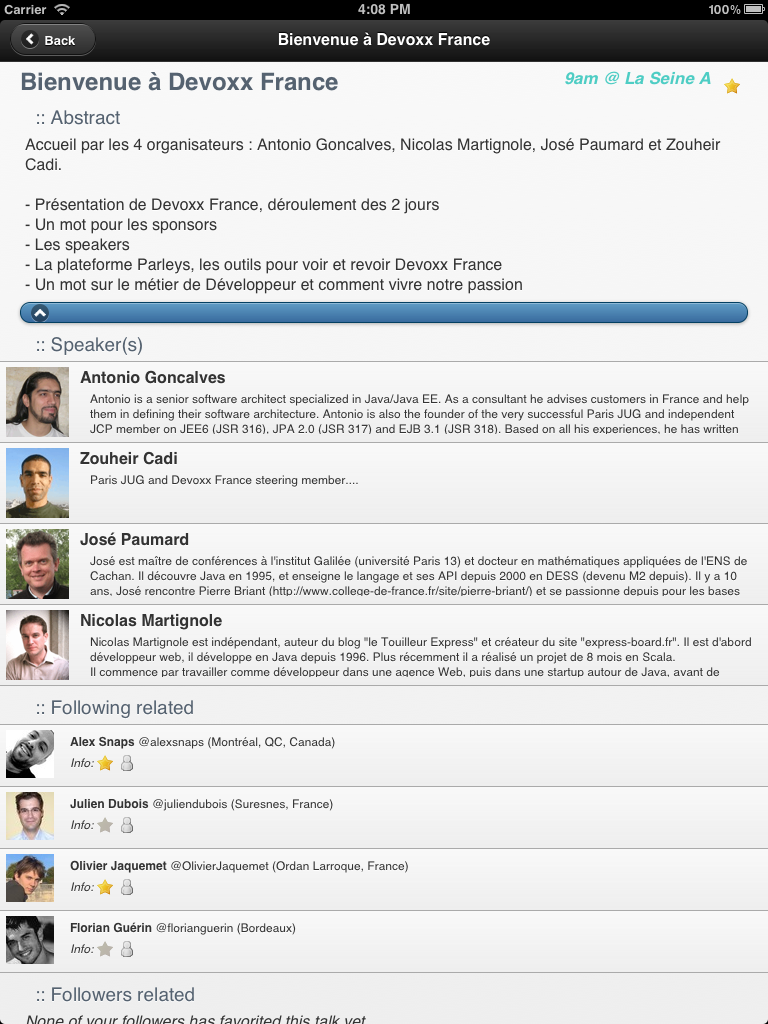 Carrier 4:08 PM 100%
Back Bienvenue à Devoxx France
Bienvenue à Devoxx France 9am @ La Seine A
:: Abstract
Accueil par les 4 organisateurs : Antonio Goncalves, Nicolas Martignole, José Paumard et Zouheir
Cadi.
- Présentation de Devoxx France, déroulement des 2 jours
- Un mot pour les sponsors
- Les speakers
- La plateforme Parleys, les outils pour voir et revoir Devoxx France
- Un mot sur le métier de Développeur et comment vivre notre passion
:: Speaker(s)
Antonio Goncalves
Antonio is a senior software architect specialized in Java/Java EE. As a consultant he advises customers in France and help
them in defining their software architecture. Antonio is also the founder of the very successful Paris JUG and independent
JCP member on JEE6 (JSR 316), JPA 2.0 (JSR 317) and EJB 3.1 (JSR 318). Based on all his experiences, he has written
Zouheir Cadi
Paris JUG and Devoxx France steering member....
José Paumard
José est maître de conférences à l'institut Galilée (université Paris 13) et docteur en mathématiques appliquées de l'ENS de
Cachan. Il découvre Java en 1995, et enseigne le langage et ses API depuis 2000 en DESS (devenu M2 depuis). Il y a 10
ans, José rencontre Pierre Briant (http://www.college-de-france.fr/site/pierre-briant/) et se passionne depuis pour les bases
Nicolas Martignole
Nicolas Martignole est indépendant, auteur du blog "le Touilleur Express" et créateur du site "express-board.fr". Il est d'abord
développeur web, il développe en Java depuis 1996. Plus récemment il a réalisé un projet de 8 mois en Scala.
Il commence par travailler comme développeur dans une agence Web, puis dans une startup autour de Java, avant de
:: Following related
Alex Snaps @alexsnaps (Montréal, QC, Canada)
Info:
Julien Dubois @juliendubois (Suresnes, France)
Info:
Olivier Jaquemet @OlivierJaquemet (Ordan Larroque, France)
Info:
Florian Guérin @florianguerin (Bordeaux)
Info:
:: Followers related
None of your followers has favorited this talk yet